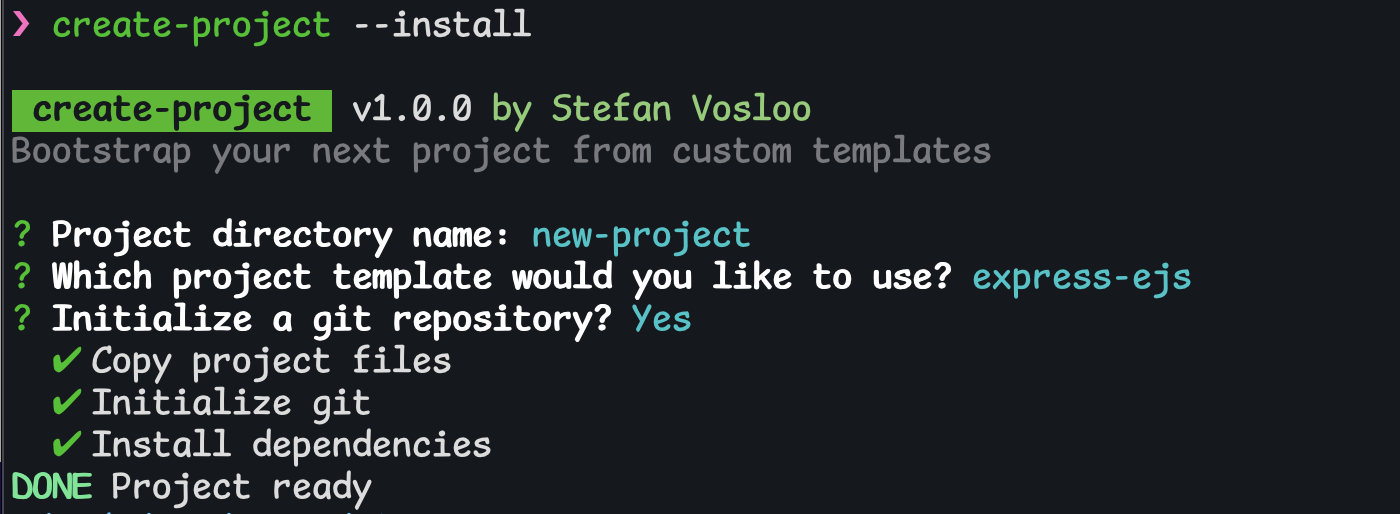 ❯ create-project --install
create-project v1.0.0 by Stefan Vosloo
Bootstrap your next project from custom templates
? Project directory name: new-project
? Which project template would you like to use? express-ejs
? Initialize a git repository? Yes
✔ Copy project files
✔ Initialize git
✔ Install dependencies
DONE Project ready